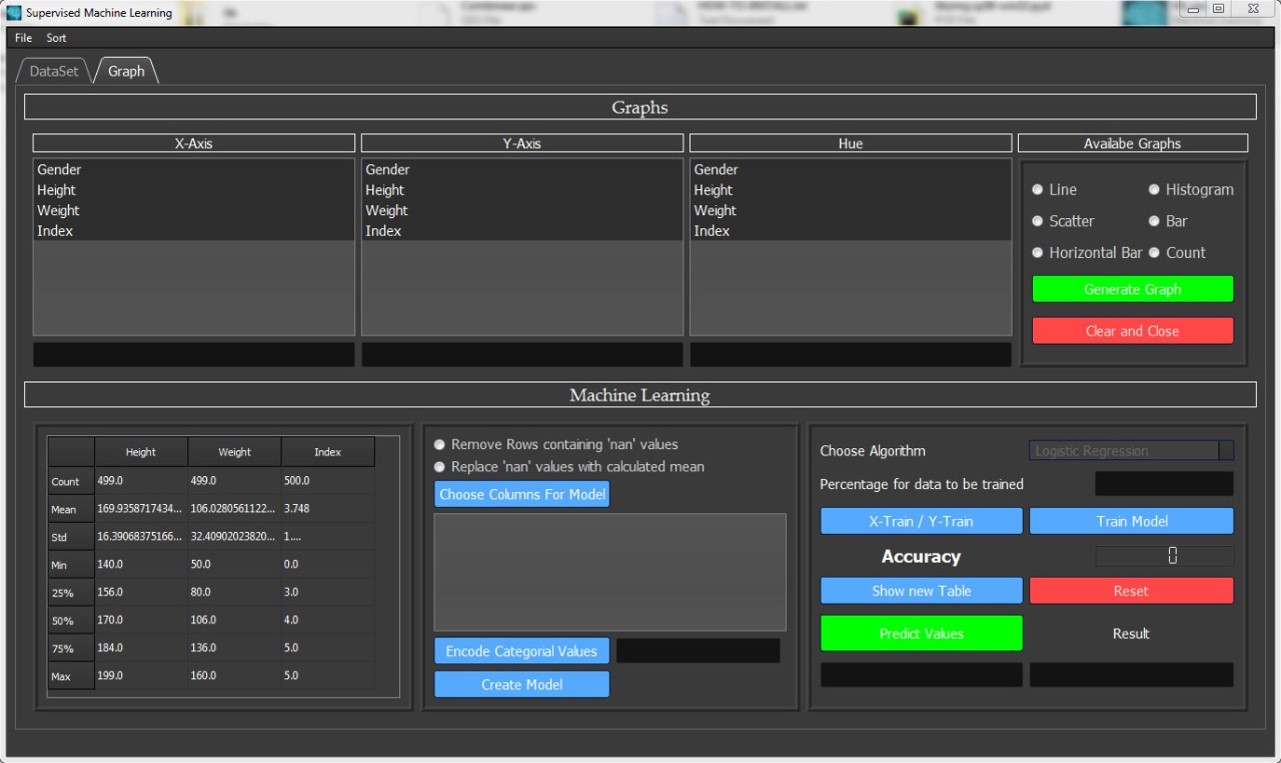 Supervised Machine Learning
File Sort
DataSet Graph
Graphs
X-Axis Y-Axis Hue Availabe Graphs
Gender Gender Gender
Height Height Height
Weight Weight Weight
Index Index Index
Line Histogram
Scatter Bar
Horizontal Bar Count
Generate Graph
Clear and Close
Machine Learning
Height Weight Index
Count 499.0 499.0 500.0
Mean 169.9358717434... 106.0280561122... 3.748
Std 16.39068375166... 32.40902023820... 1....
Min 140.0 50.0 0.0
25% 156.0 80.0 3.0
50% 170.0 106.0 4.0
75% 184.0 136.0 5.0
Max 199.0 160.0 5.0
Remove Rows containing 'nan' values
Replace 'nan' values with calculated mean
Choose Columns For Model
Encode Categorial Values
Create Model
Choose Algorithm Logistic Regression
Percentage for data to be trained
X-Train / Y-Train Train Model
Accuracy 0
Show new Table Reset
Predict Values Result